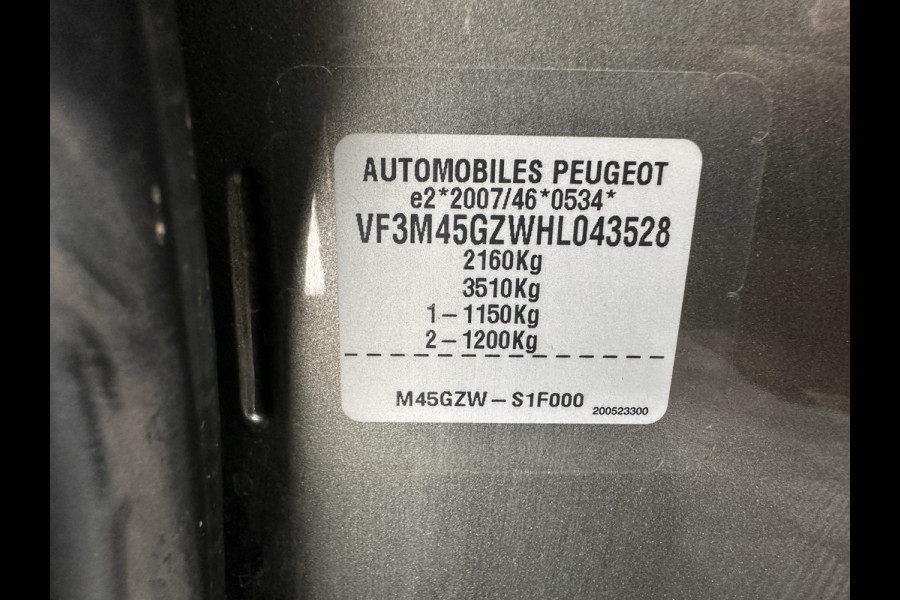 AUTOMOBILES PEUGEOT
e2*2007/46*0534*
VF3M45GZWHL043528
2160Kg
3510Kg
1-1150Kg
2-1200Kg
M45GZW-S1F000
200523300